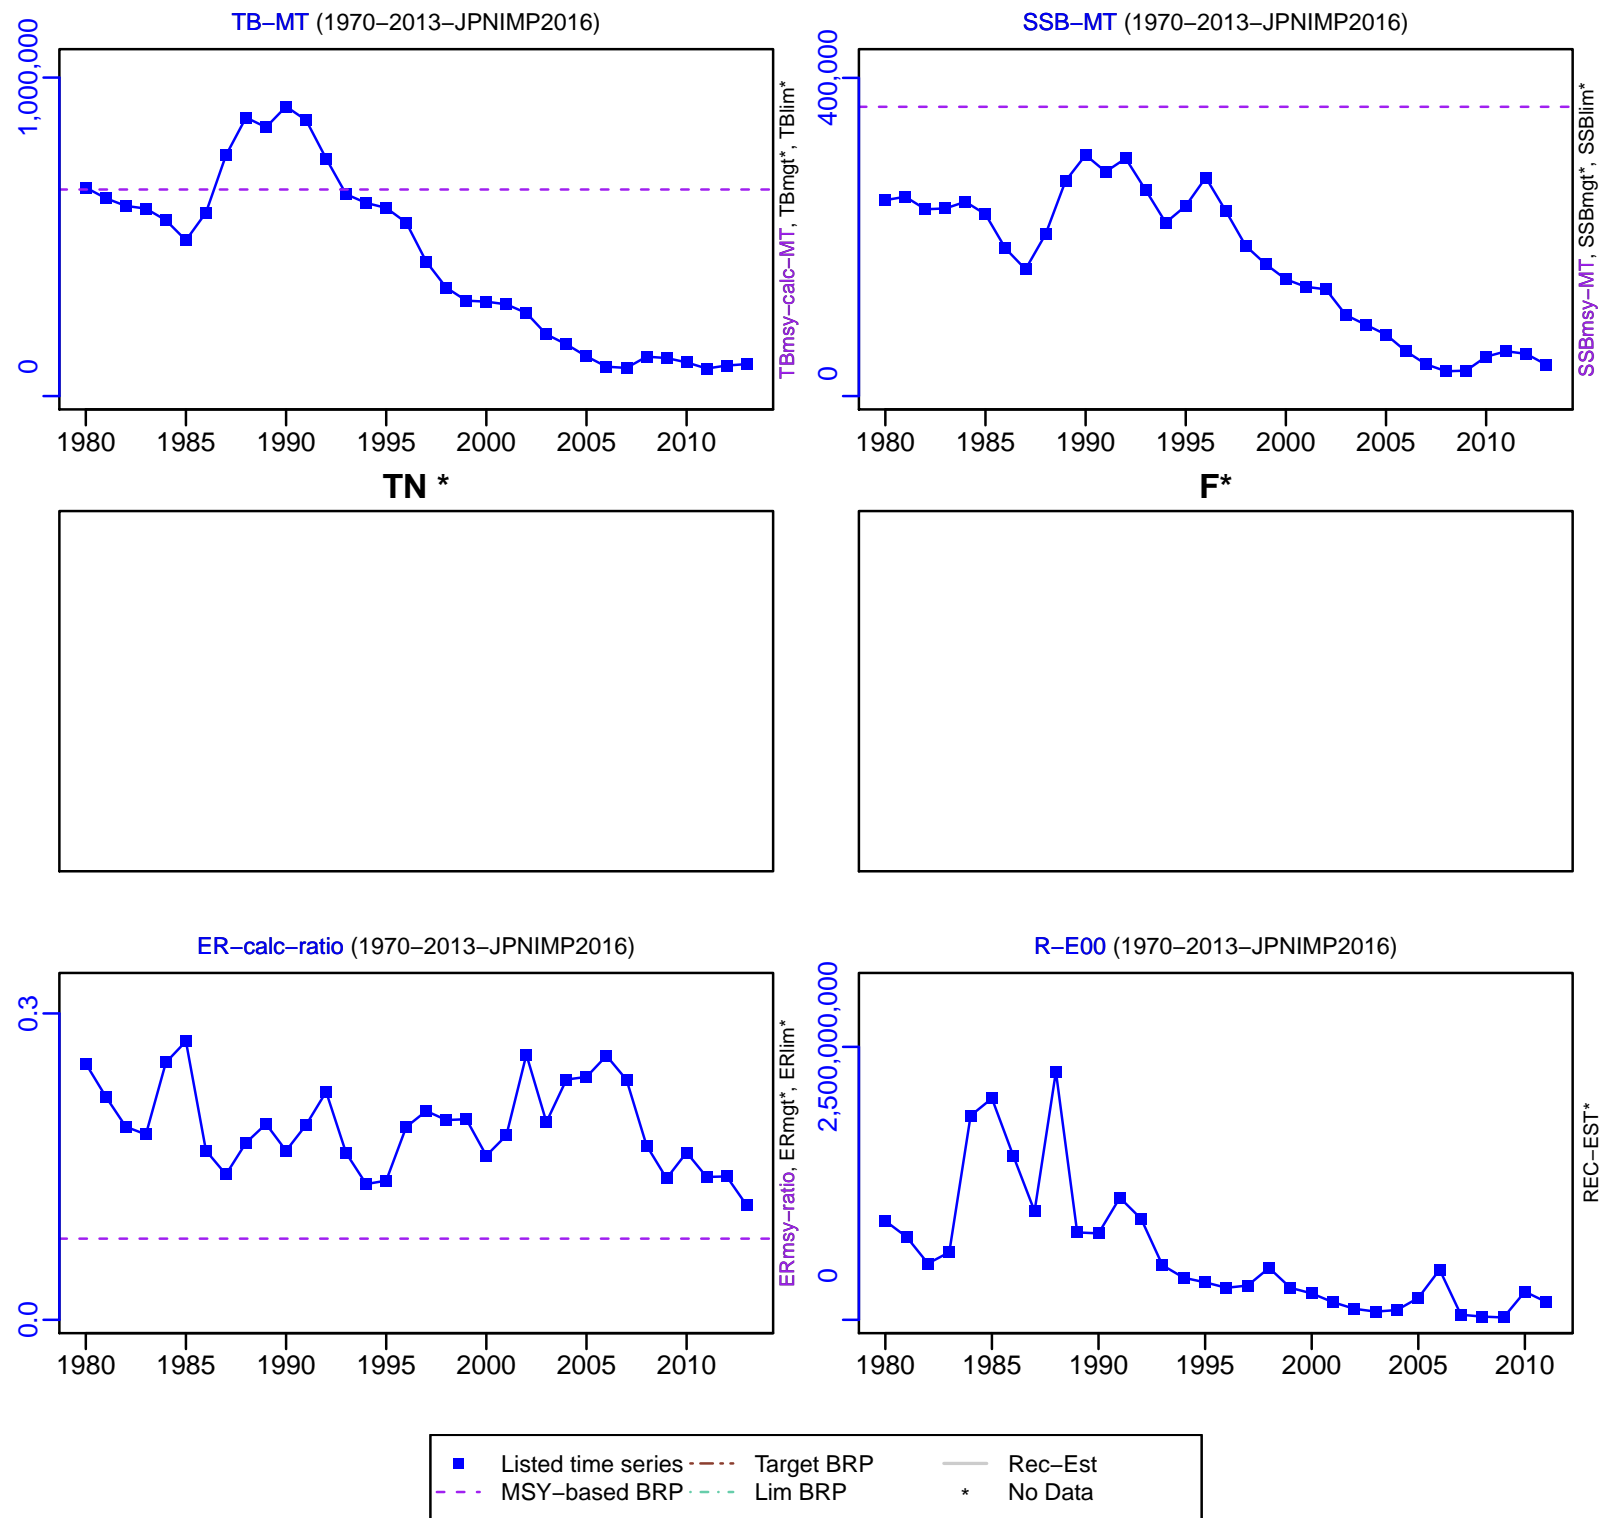 TB−MT (1970−2013−JPNIMP2016)
1,000,000
0
1980 1985 1990 1995 2000 2005 2010
TBmsy−calc−MT, TBmgt*, TBlim*
SSB−MT (1970−2013−JPNIMP2016)
400,000
0
1980 1985 1990 1995 2000 2005 2010
SSBmsy−MT, SSBmgt*, SSBlim*
TN *
F*
ER−calc−ratio (1970−2013−JPNIMP2016)
0.3
0.0
1980 1985 1990 1995 2000 2005 2010
ERmsy−ratio, ERmgt*, ERlim*
R−E00 (1970−2013−JPNIMP2016)
2,500,000,000
0
1980 1985 1990 1995 2000 2005 2010
REC−EST*
Listed time series Target BRP Rec−Est
MSY−based BRP Lim BRP * No Data